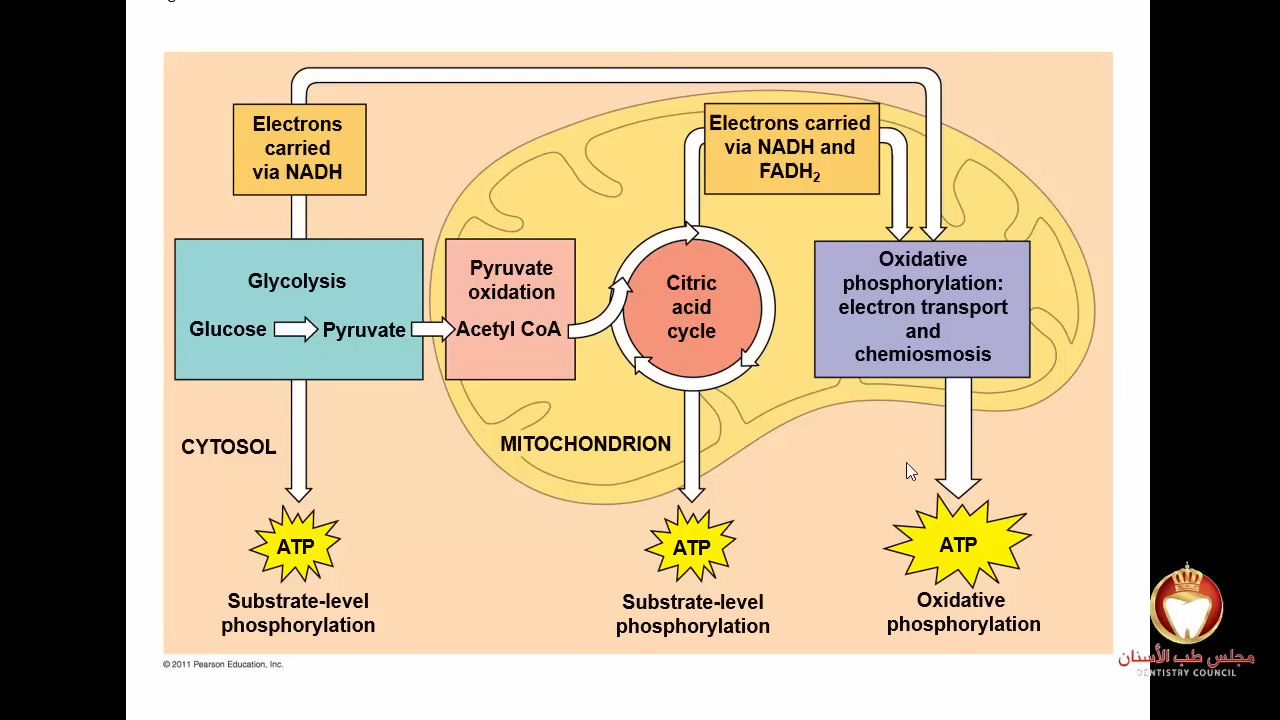 Electrons
carried
via NADH
Electrons carried
via NADH and
FADH₂
Glycolysis
Glucose
Pyruvate
Pyruvate
oxidation
Acetyl CoA
Citric
acid
cycle
Oxidative
phosphorylation:
electron transport
and
chemiosmosis
CYTOSOL
MITOCHONDRION
ATP
ATP
ATP
Substrate-level
phosphorylation
Substrate-level
phosphorylation
Oxidative
phosphorylation
© 2011 Pearson Education, Inc.
مجلس طب الأسنان
DENTISTRY COUNCIL